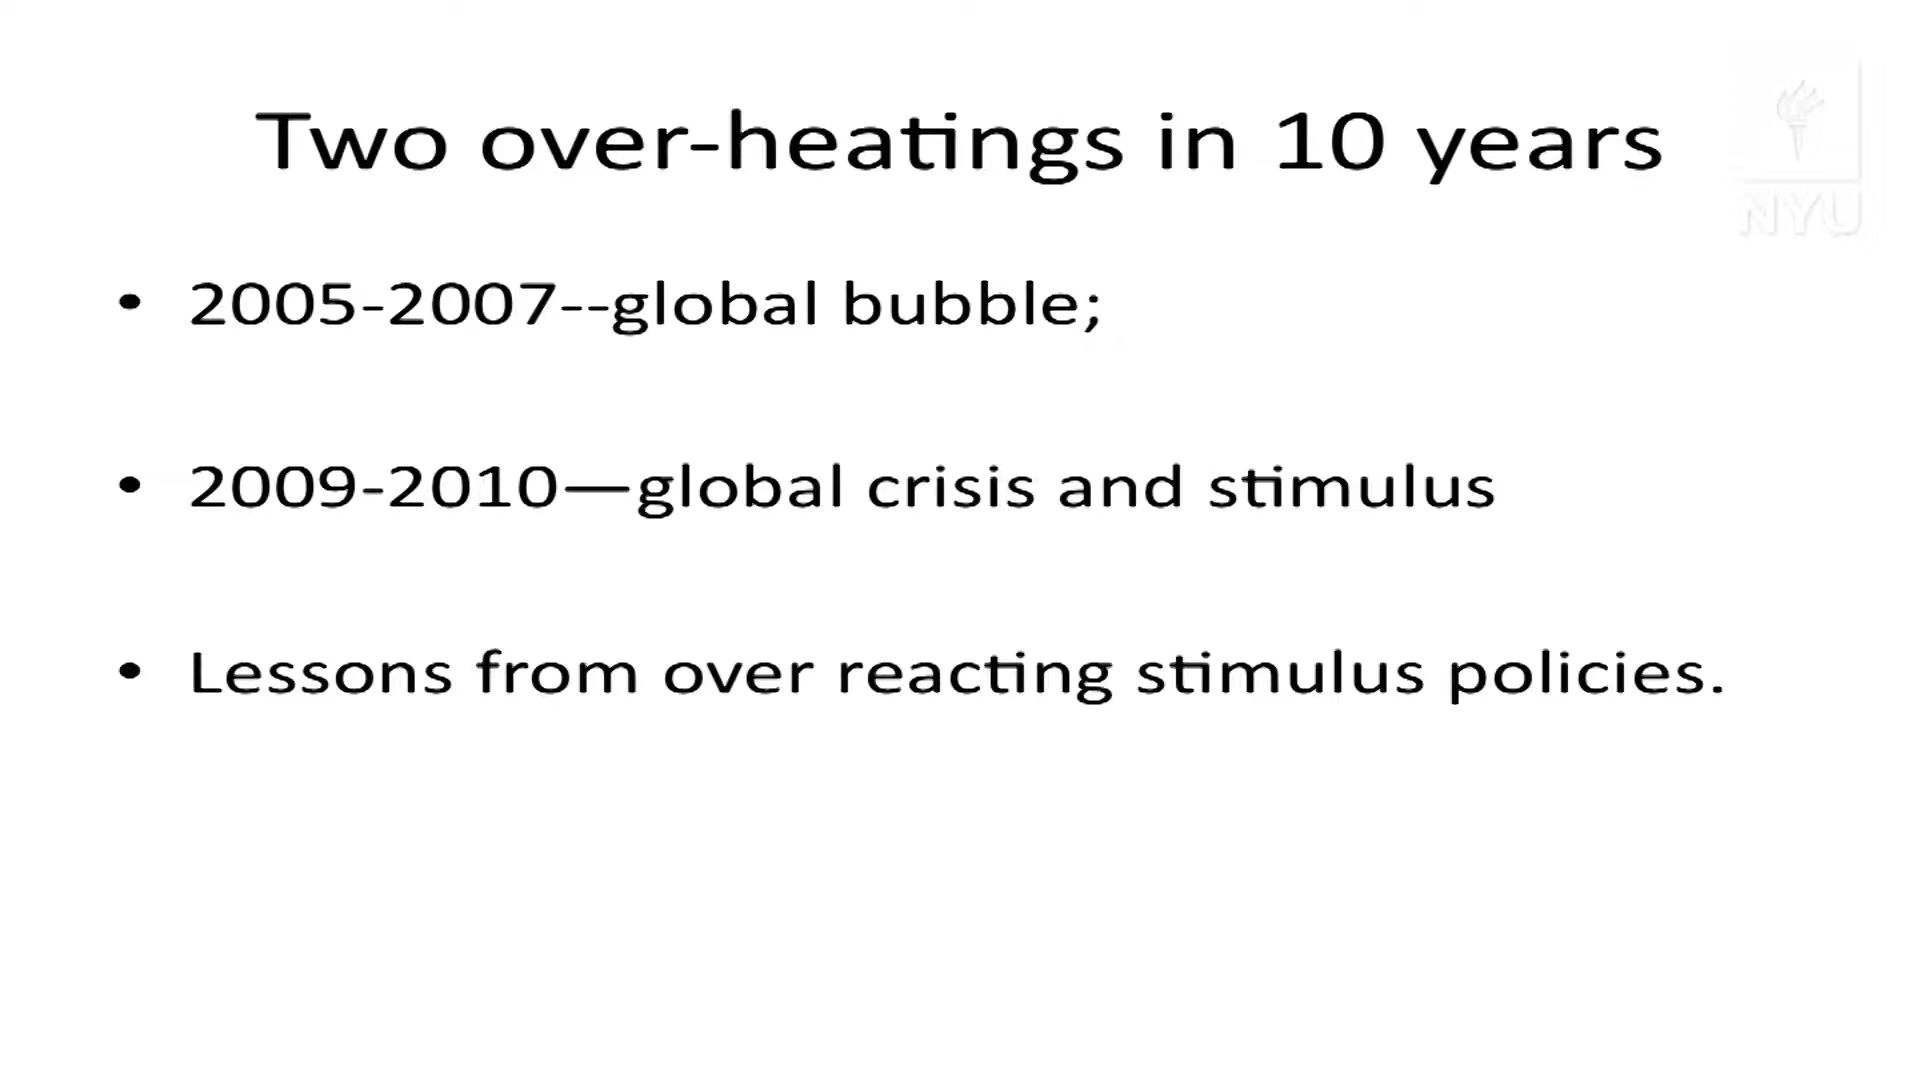 Two over-heatings in 10 years
NYU
• 2005-2007--global bubble;
• 2009-2010—global crisis and stimulus
• Lessons from over reacting stimulus policies.